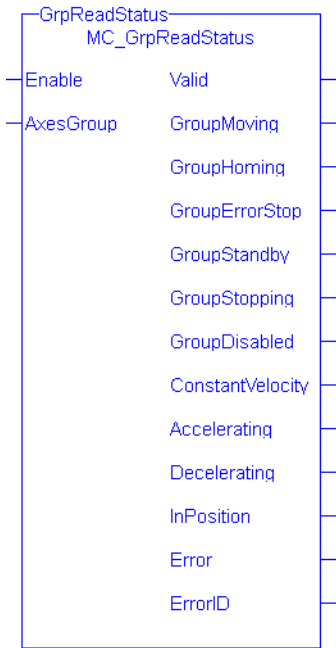 GrpReadStatus
MC_GrpReadStatus
Enable Valid
AxesGroup GroupMoving
GroupHoming
GroupErrorStop
GroupStandby
GroupStopping
GroupDisabled
ConstantVelocity
Accelerating
Decelerating
InPosition
Error
ErrorID